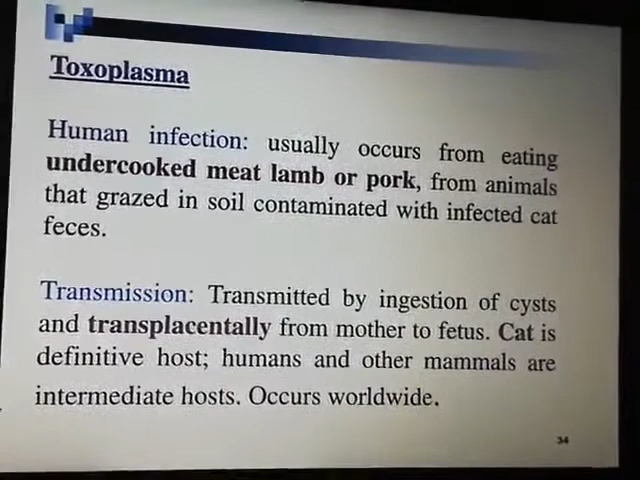 Toxoplasma
Human infection: usually occurs from eating
undercooked meat lamb or pork, from animals
that grazed in soil contaminated with infected cat
feces.
Transmission: Transmitted by ingestion of cysts
and transplacentally from mother to fetus. Cat is
definitive host; humans and other mammals are
intermediate hosts. Occurs worldwide.
34